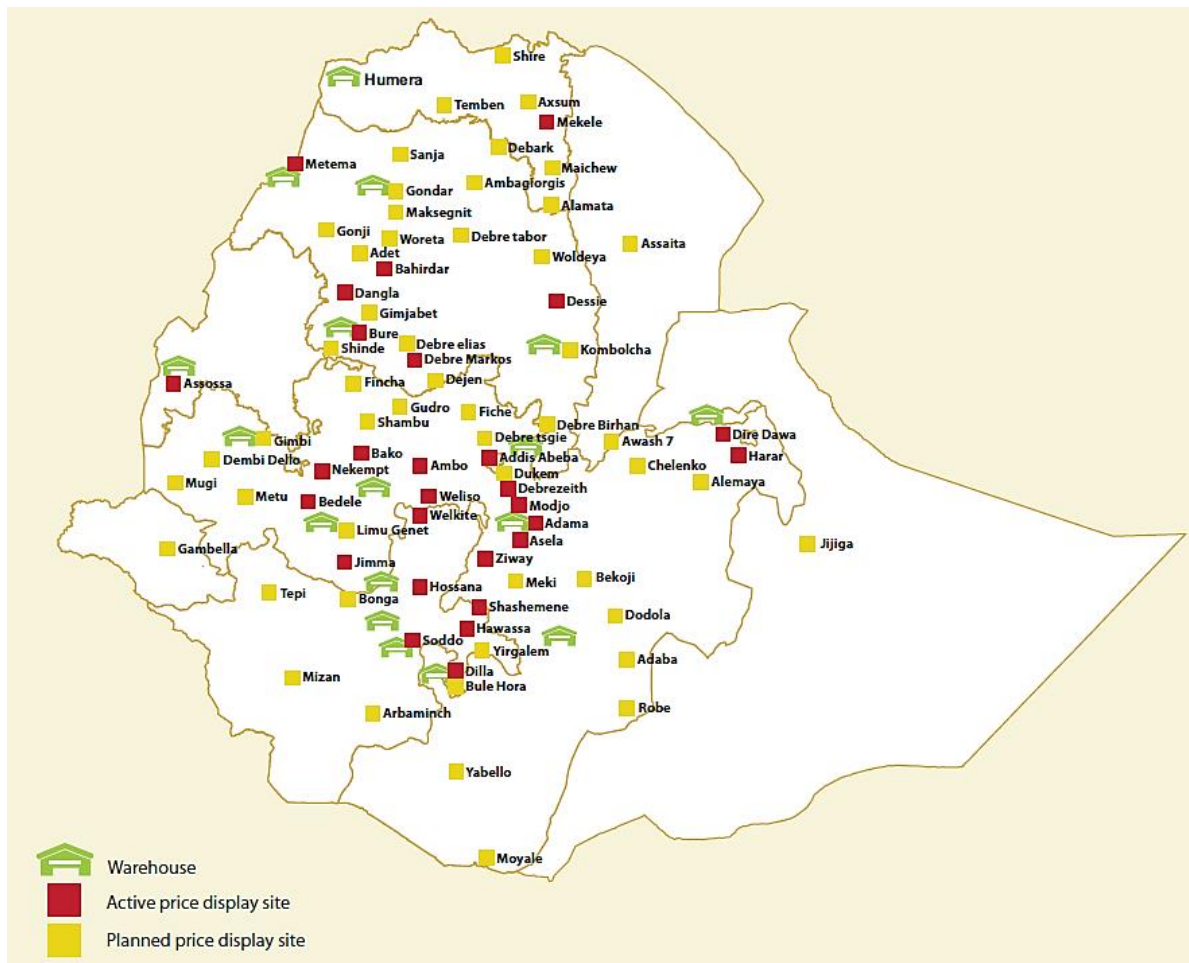 Shire
Humera
Temben
Axsum
Mekele
Debark
Sanja
Metema
Maichew
Ambagiorgis
Gondar
Alamata
Maksegnit
Gonji
Woreta
Debre tabor
Assaita
Adet
Woldeya
Bahirdar
Dangla
Dessie
Gimjabet
Bure
Debre elias
Shinde
Kombolcha
Debre Markos
Assossa
Fincha
Dejen
Gudro
Fiche
Shambu
Debre Birhan
Dire Dawa
Gimbi
Debre tsgie
Awash 7
Bako
Addis Abeba
Harar
Dembi Dello
Nekempt
Ambo
Chelenko
Dukem
Mugi
Alemaya
Debrezeith
Metu
Bedele
Weliso
Modjo
Welkite
Adama
Limu Genet
Asela
Gambella
Jijiga
Jimma
Ziway
Meki
Bekoji
Hossana
Tepi
Bonga
Shashemene
Dodola
Hawassa
Soddo
Yirgalem
Adaba
Dilla
Mizan
Bule Hora
Robe
Arbaminch
Yabello
Moyale
Warehouse
Active price display site
Planned price display site